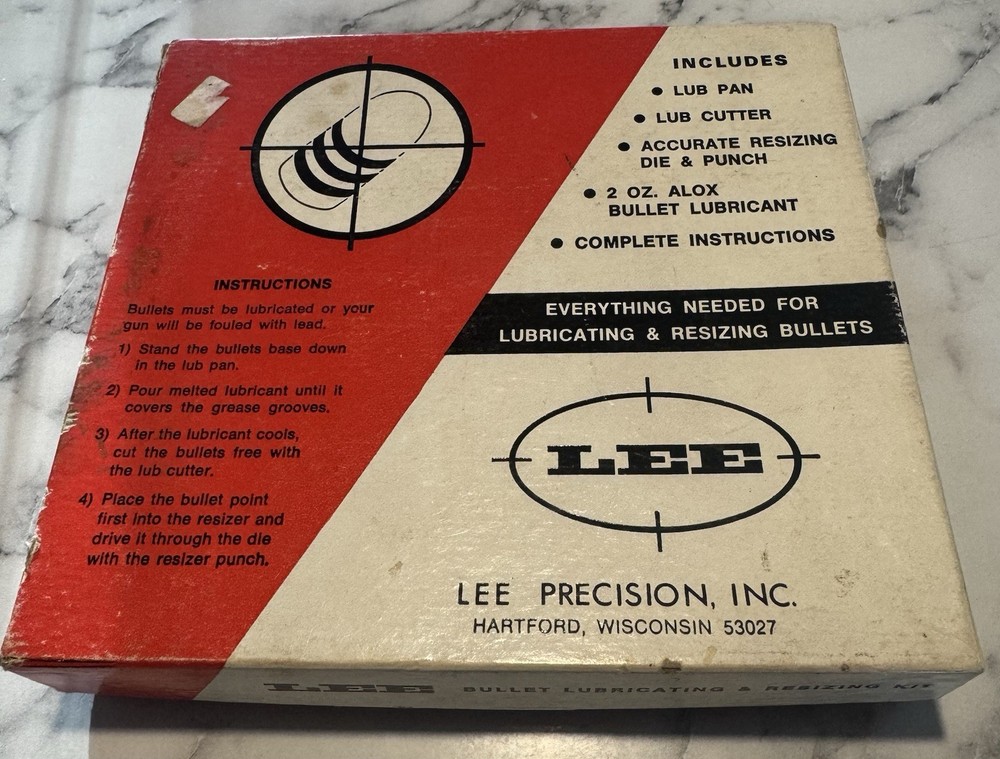 INSTRUCTIONS
Bullets must be lubricated or your
gun will be fouled with lead.
1) Stand the bullets base down
in the lub pan.
2) Pour melted lubricant until it
covers the grease grooves.
3) After the lubricant cools,
cut the bullets free with
the lub cutter.
4) Place the bullet point
first into the resizer and
drive it through the die
with the resizer punch.
INCLUDES
● LUB PAN
● LUB CUTTER
● ACCURATE RESIZING
DIE & PUNCH
● 2 OZ. ALOX
BULLET LUBRICANT
● COMPLETE INSTRUCTIONS
EVERYTHING NEEDED FOR
LUBRICATING & RESIZING BULLETS
LEE
LEE PRECISION, INC.
HARTFORD, WISCONSIN 53027
LEE BULLET LUBRICATING & RESIZING KIT